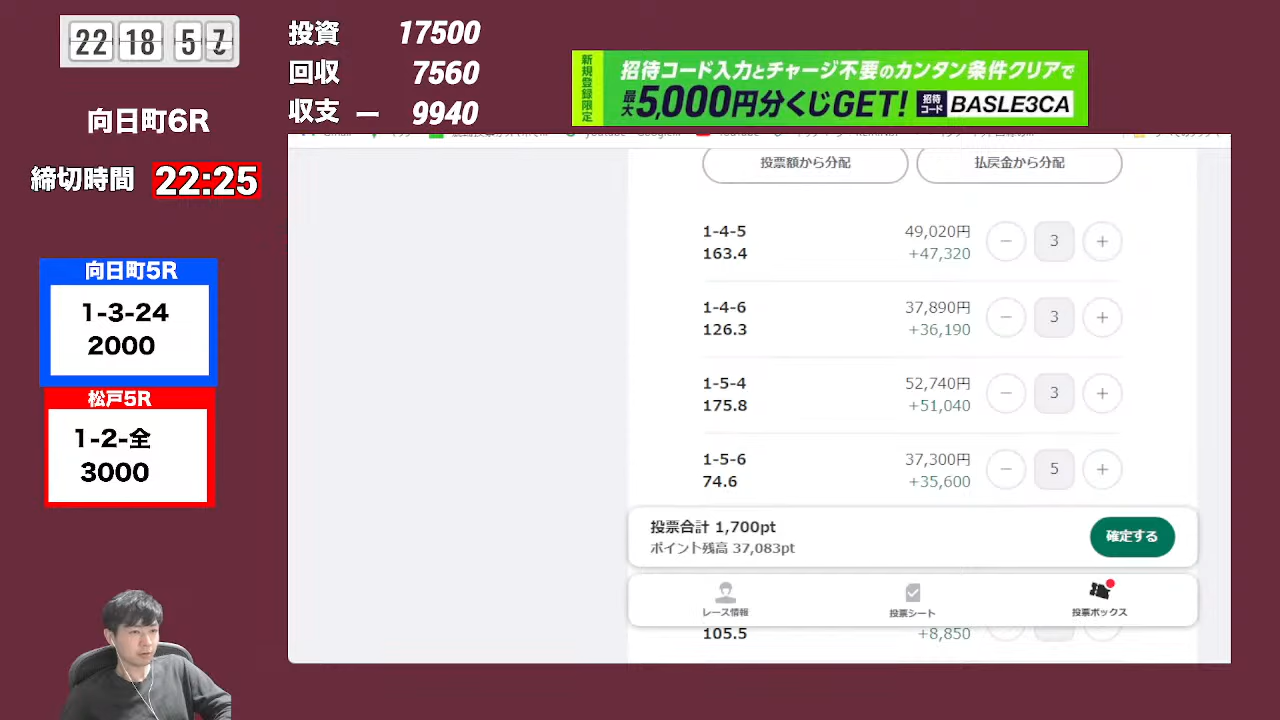 22 18 57
向日町6R
締切時間 22:25
投資 17500
回収 7560
収支 － 9940
新規登録限定
招待コード入力とチャージ不要のカンタン条件クリアで
最大5,000円分くじGET! 招待コード BASLE3CA
向日町5R
1-3-24
2000
松戸5R
1-2-全
3000
投票額から分配 払戻金から分配
1-4-5 49,020円 － 3 ＋
163.4 +47,320
1-4-6 37,890円 － 3 ＋
126.3 +36,190
1-5-4 52,740円 － 3 ＋
175.8 +51,040
1-5-6 37,300円 － 5 ＋
74.6 +35,600
投票合計 1,700pt
ポイント残高 37,083pt
確定する
レース情報 投票シート 投票ボックス
105.5 +8,850